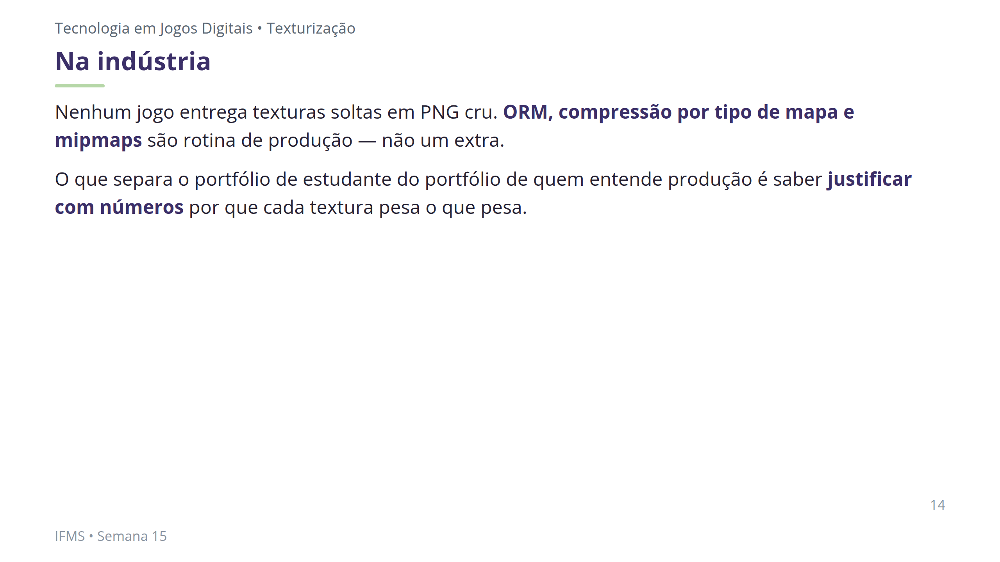 Tecnologia em Jogos Digitais • Texturização
Na indústria
Nenhum jogo entrega texturas soltas em PNG cru. ORM, compressão por tipo de mapa e
mipmaps são rotina de produção — não um extra.
O que separa o portfólio de estudante do portfólio de quem entende produção é saber justificar
com números por que cada textura pesa o que pesa.
14
IFMS • Semana 15